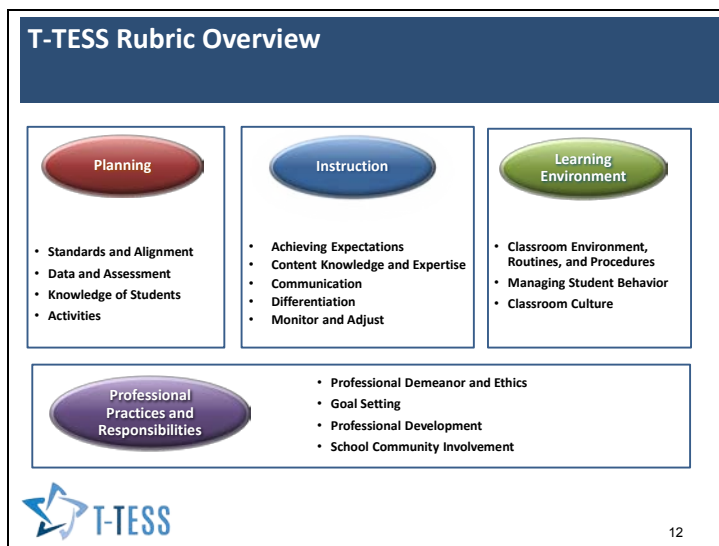 T-TESS Rubric Overview
Planning
• Standards and Alignment
• Data and Assessment
• Knowledge of Students
• Activities
Instruction
• Achieving Expectations
• Content Knowledge and Expertise
• Communication
• Differentiation
• Monitor and Adjust
Learning
Environment
• Classroom Environment,
Routines, and Procedures
• Managing Student Behavior
• Classroom Culture
Professional
Practices and
Responsibilities
• Professional Demeanor and Ethics
• Goal Setting
• Professional Development
• School Community Involvement
T-TESS
12